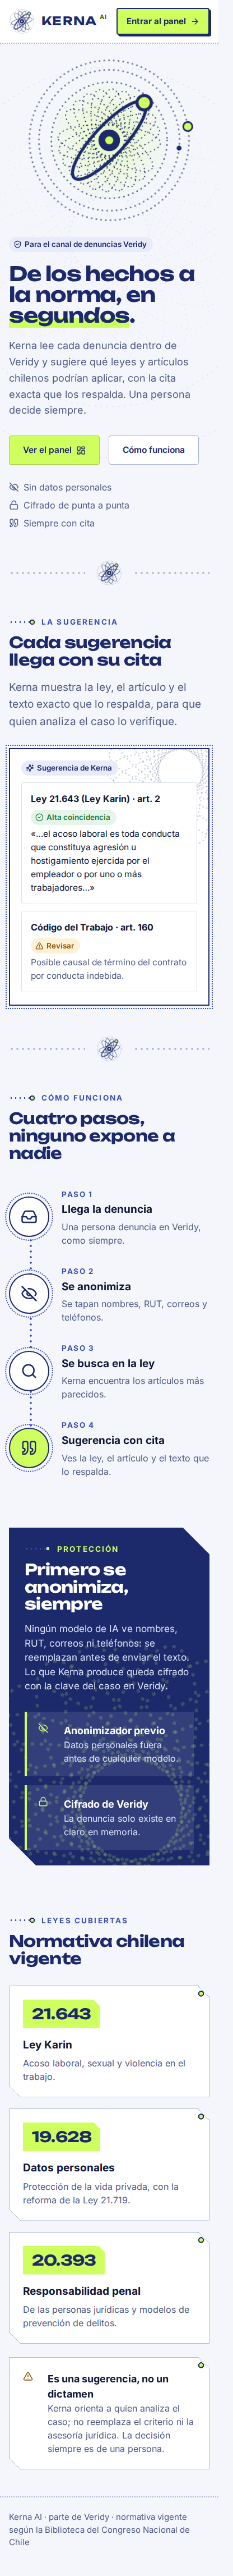 KERNA AI
Entrar al panel
Para el canal de denuncias Veridy
De los hechos a
la norma, en
segundos.
Kerna lee cada denuncia dentro de
Veridy y sugiere qué leyes y artículos
chilenos podrían aplicar, con la cita
exacta que los respalda. Una persona
decide siempre.
Ver el panel
Cómo funciona
Sin datos personales
Cifrado de punta a punta
Siempre con cita
LA SUGERENCIA
Cada sugerencia
llega con su cita
Kerna muestra la ley, el artículo y el
texto exacto que lo respalda, para que
quien analiza el caso lo verifique.
Sugerencia de Kerna
Ley 21.643 (Ley Karin) · art. 2
Alta coincidencia
«...el acoso laboral es toda conducta
que constituya agresión u
hostigamiento ejercida por el
empleador o por uno o más
trabajadores...»
Código del Trabajo · art. 160
Revisar
Posible causal de término del contrato
por conducta indebida.
CÓMO FUNCIONA
Cuatro pasos,
ninguno expone a
nadie
PASO 1
Llega la denuncia
Una persona denuncia en Veridy,
como siempre.
PASO 2
Se anonimiza
Se tapan nombres, RUT, correos y
teléfonos.
PASO 3
Se busca en la ley
Kerna encuentra los artículos más
parecidos.
PASO 4
Sugerencia con cita
Ves la ley, el artículo y el texto que
lo respalda.
PROTECCIÓN
Primero se
anonimiza,
siempre
Ningún modelo de IA ve nombres,
RUT, correos ni teléfonos: se
reemplazan antes de enviar el texto.
Lo que Kerna produce queda cifrado
con la clave del caso en Veridy.
Anonimizador previo
Datos personales fuera
antes de cualquier modelo.
Cifrado de Veridy
La denuncia solo existe en
claro en memoria.
LEYES CUBIERTAS
Normativa chilena
vigente
21.643
Ley Karin
Acoso laboral, sexual y violencia en el
trabajo.
19.628
Datos personales
Protección de la vida privada, con la
reforma de la Ley 21.719.
20.393
Responsabilidad penal
De las personas jurídicas y modelos de
prevención de delitos.
Es una sugerencia, no un
dictamen
Kerna orienta a quien analiza el
caso; no reemplaza el criterio ni la
asesoría jurídica. La decisión
siempre es de una persona.
Kerna AI · parte de Veridy · normativa vigente
según la Biblioteca del Congreso Nacional de
Chile